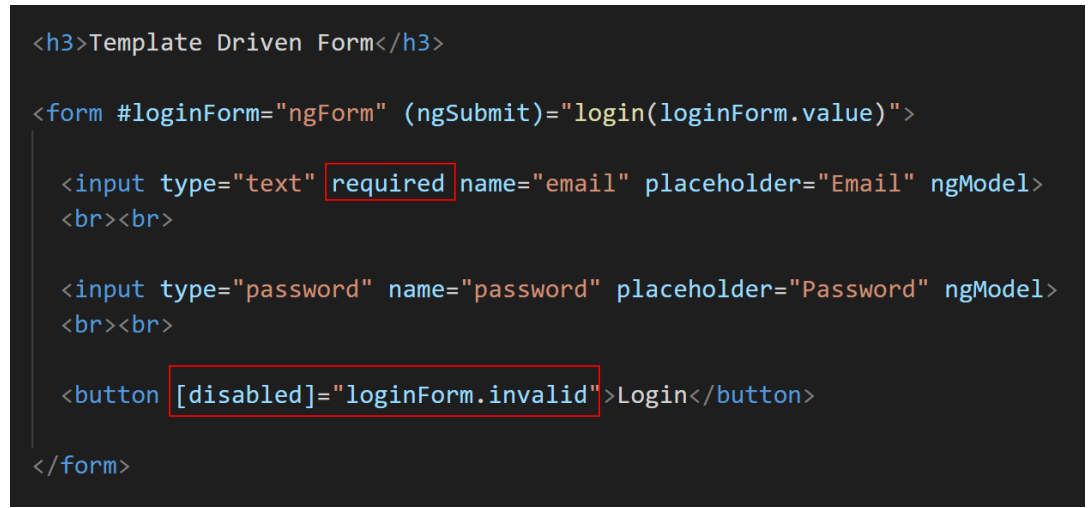 <h3>Template Driven Form</h3>
<form #loginForm="ngForm" (ngSubmit)="login(loginForm.value)">
<input type="text" required name="email" placeholder="Email" ngModel>
<br><br>
<input type="password" name="password" placeholder="Password" ngModel>
<br><br>
<button [disabled]="loginForm.invalid">Login</button>
</form>